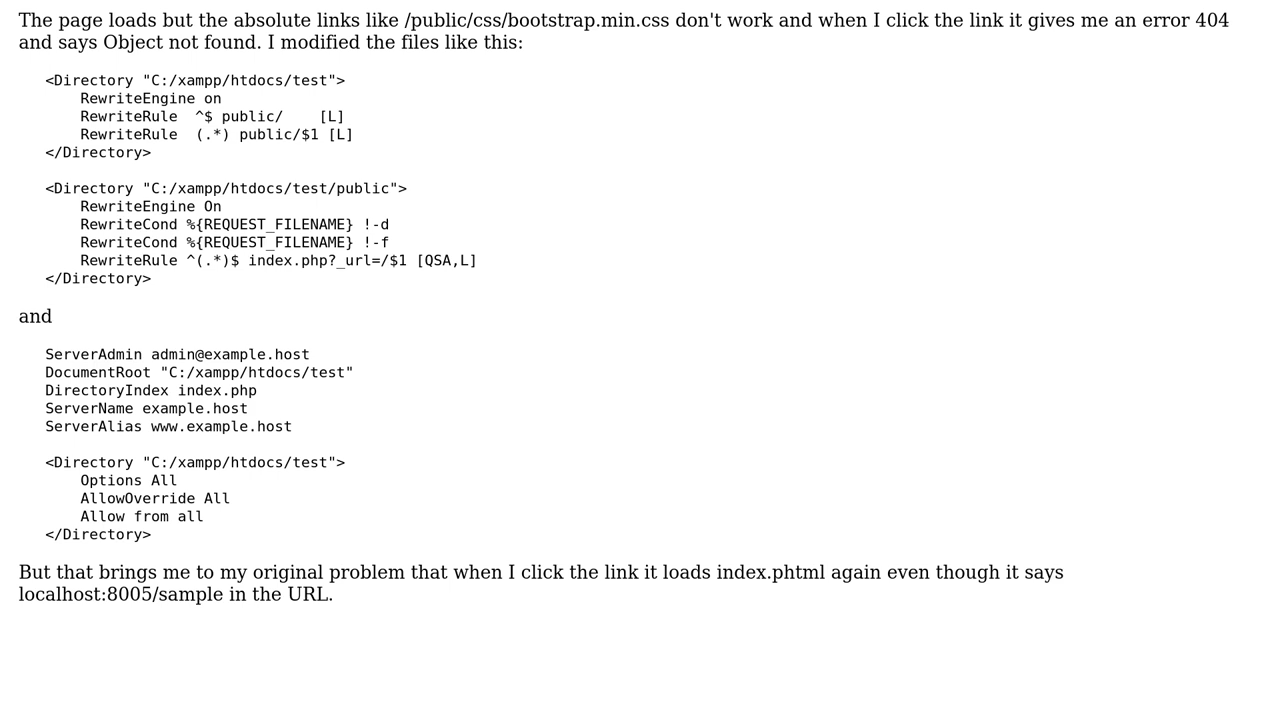 The page loads but the absolute links like /public/css/bootstrap.min.css don't work and when I click the link it gives me an error 404
and says Object not found. I modified the files like this:
<Directory "C:/xampp/htdocs/test">
    RewriteEngine on
    RewriteRule  ^$ public/    [L]
    RewriteRule  (.*) public/$1 [L]
</Directory>
<Directory "C:/xampp/htdocs/test/public">
    RewriteEngine On
    RewriteCond %{REQUEST_FILENAME} !-d
    RewriteCond %{REQUEST_FILENAME} !-f
    RewriteRule ^(.*)$ index.php?_url=/$1 [QSA,L]
</Directory>
and
ServerAdmin admin@example.host
DocumentRoot "C:/xampp/htdocs/test"
DirectoryIndex index.php
ServerName example.host
ServerAlias www.example.host
<Directory "C:/xampp/htdocs/test">
    Options All
    AllowOverride All
    Allow from all
</Directory>
But that brings me to my original problem that when I click the link it loads index.phtml again even though it says
localhost:8005/sample in the URL.